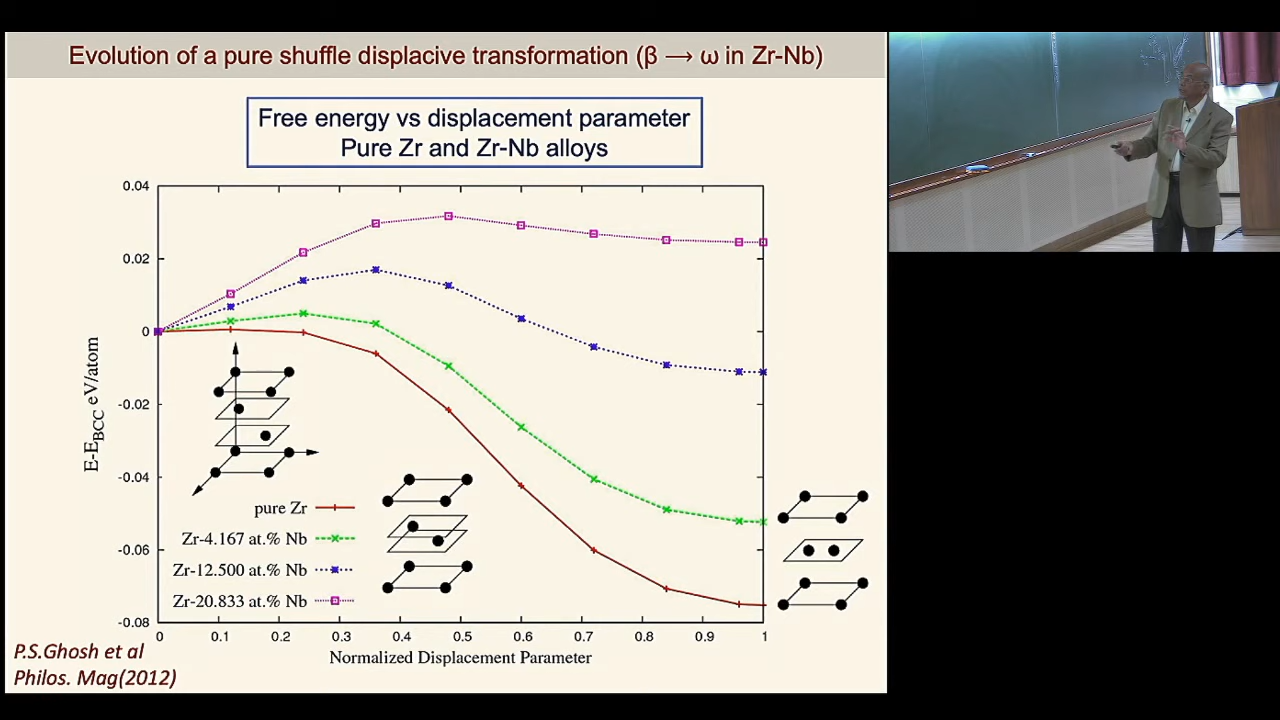 Evolution of a pure shuffle displacive transformation (β → ω in Zr-Nb)
Free energy vs displacement parameter
Pure Zr and Zr-Nb alloys
0.04
0.02
0
-0.02
-0.04
-0.06
-0.08
E-E_BCC eV/atom
pure Zr
Zr-4.167 at.% Nb
Zr-12.500 at.% Nb
Zr-20.833 at.% Nb
0 0.1 0.2 0.3 0.4 0.5 0.6 0.7 0.8 0.9 1
Normalized Displacement Parameter
P.S.Ghosh et al
Philos. Mag(2012)